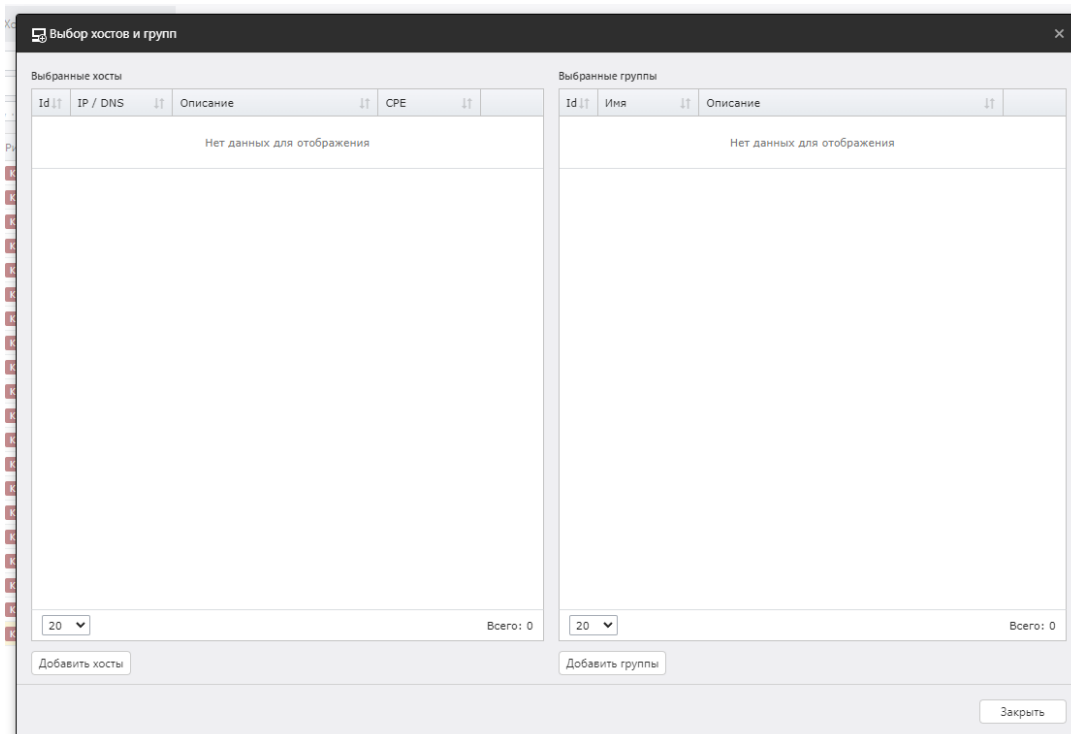 Выбор хостов и групп
Выбранные хосты
Id IP / DNS Описание CPE
Нет данных для отображения
20
Всего: 0
Добавить хосты
Выбранные группы
Id Имя Описание
Нет данных для отображения
20
Всего: 0
Добавить группы
Закрыть